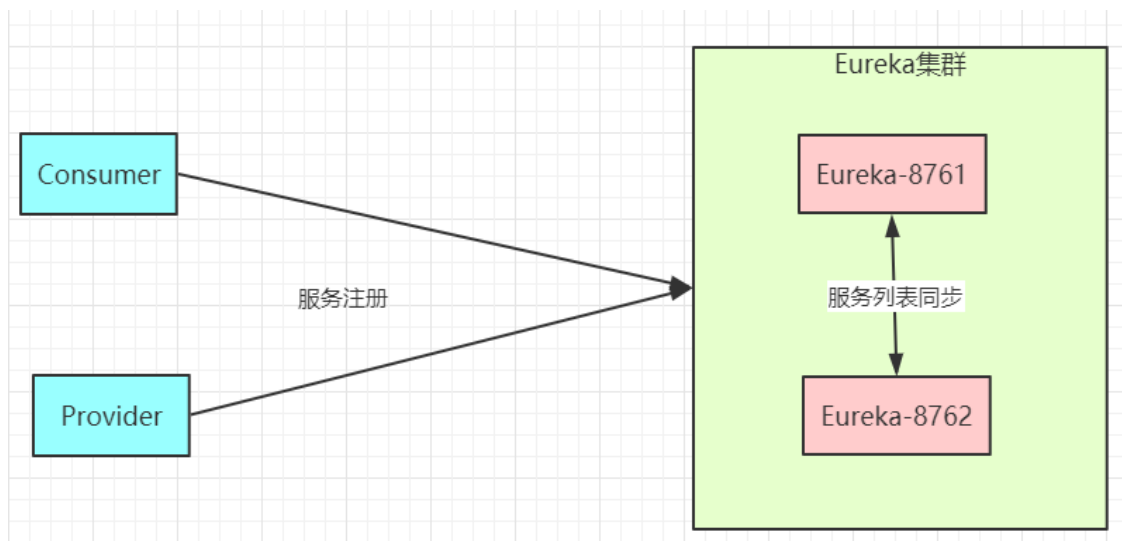 Eureka集群
Consumer
Eureka-8761
服务注册
服务列表同步
Provider
Eureka-8762